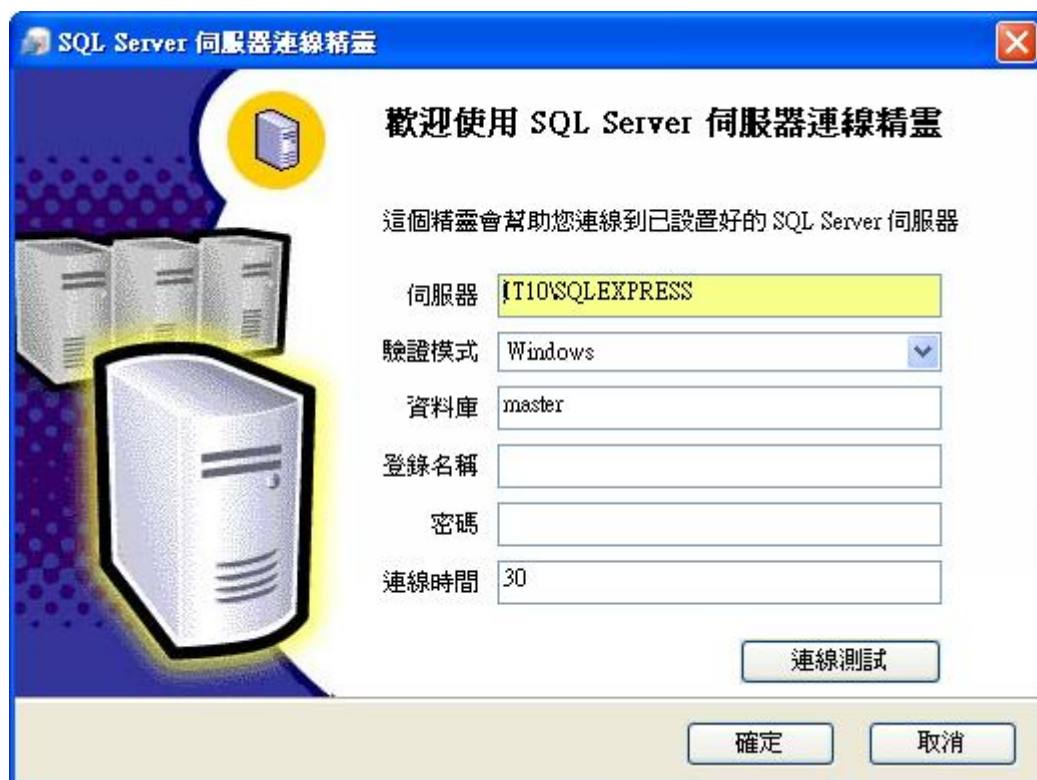 SQL Server 伺服器連線精靈
歡迎使用 SQL Server 伺服器連線精靈
這個精靈會幫助您連線到已設置好的 SQL Server 伺服器
伺服器 IT10\SQLEXPRESS
驗證模式 Windows
資料庫 master
登錄名稱
密碼
連線時間 30
連線測試
確定 取消